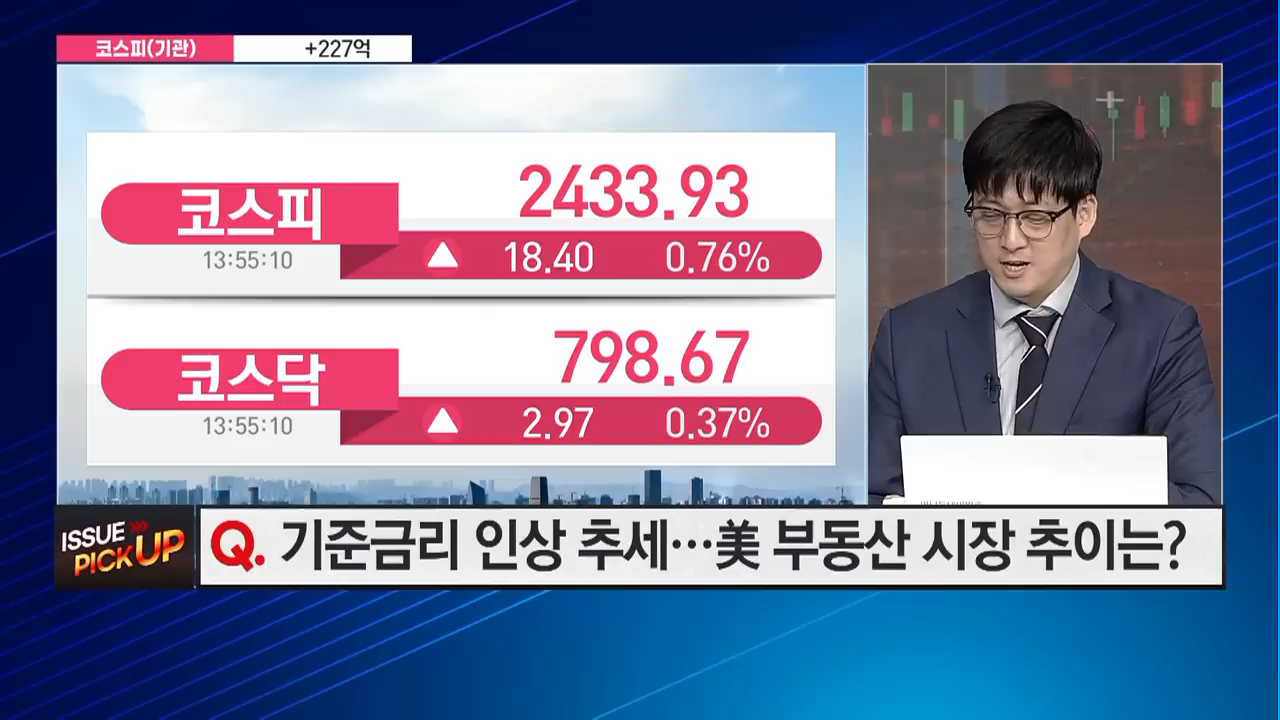 코스피(기관) +227억
코스피
2433.93
13:55:10
▲ 18.40 0.76%
코스닥
798.67
13:55:10
▲ 2.97 0.37%
ISSUE
PICK UP
Q. 기준금리 인상 추세…美 부동산 시장 추이는?